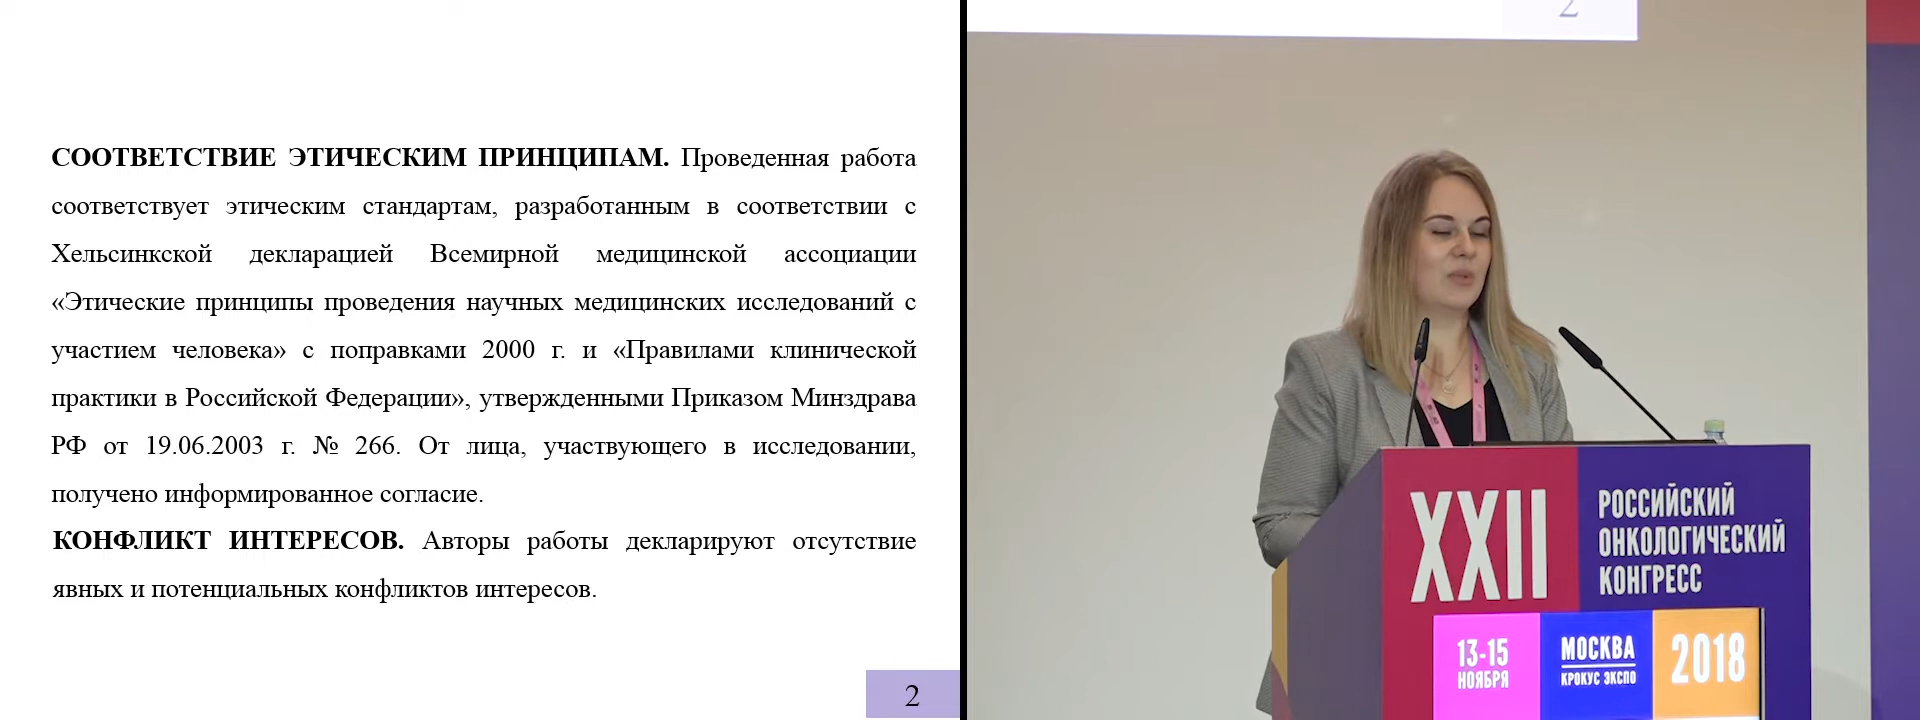 СООТВЕТСТВИЕ ЭТИЧЕСКИМ ПРИНЦИПАМ. Проведенная работа
соответствует этическим стандартам, разработанным в соответствии с
Хельсинкской декларацией Всемирной медицинской ассоциации
«Этические принципы проведения научных медицинских исследований с
участием человека» с поправками 2000 г. и «Правилами клинической
практики в Российской Федерации», утвержденными Приказом Минздрава
РФ от 19.06.2003 г. № 266. От лица, участвующего в исследовании,
получено информированное согласие.
КОНФЛИКТ ИНТЕРЕСОВ. Авторы работы декларируют отсутствие
явных и потенциальных конфликтов интересов.
2
2
XXII
РОССИЙСКИЙ
ОНКОЛОГИЧЕСКИЙ
КОНГРЕСС
13-15
НОЯБРЯ
МОСКВА
КРОКУС ЭКСПО
2018